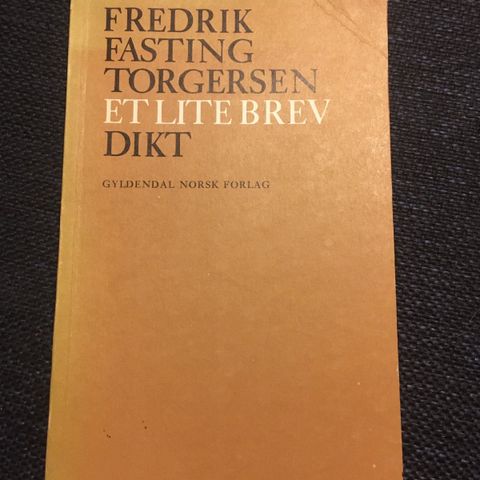 FREDRIK
FASTING
TORGERSEN
ET LITE BREV
DIKT
GYLDENDAL NORSK FORLAG